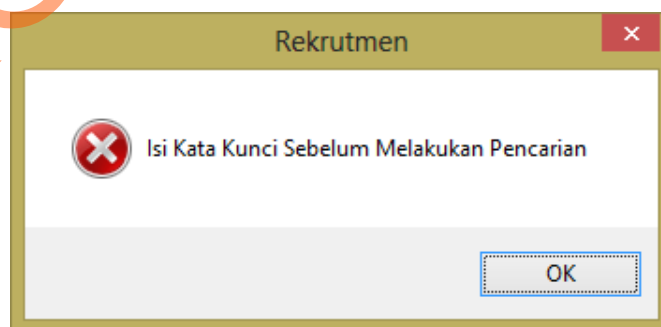 Rekrutmen
Isi Kata Kunci Sebelum Melakukan Pencarian
OK